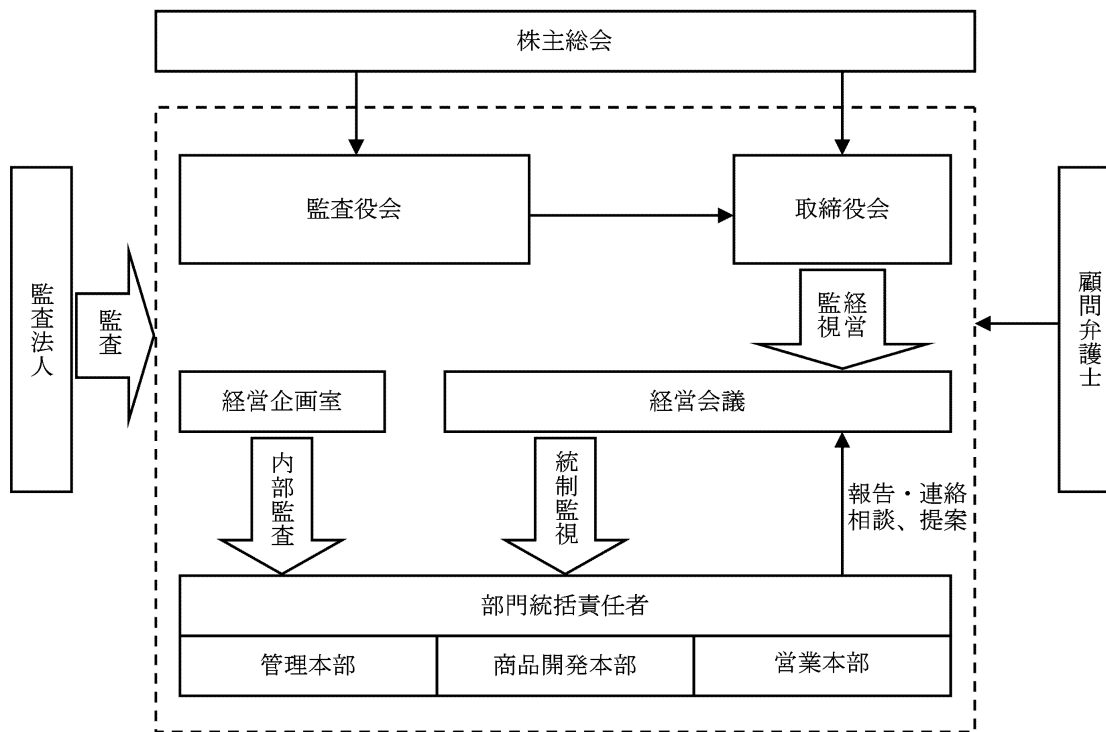 株主総会
監査役会
取締役会
監査法人
監査
経営
監視
顧問弁護士
経営企画室
経営会議
内部監査
統制監視
報告・連絡
相談、提案
部門統括責任者
管理本部
商品開発本部
営業本部